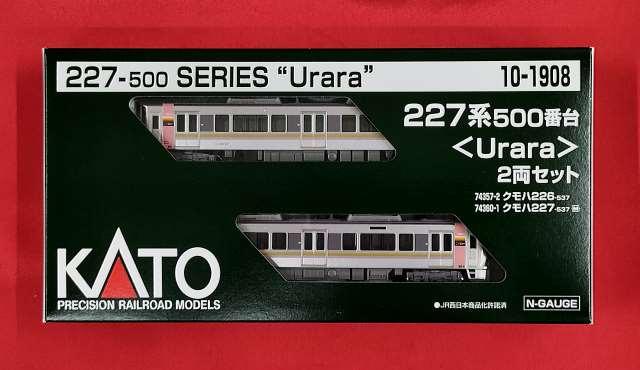 227-500 SERIES “Urara”
10-1908
227系500番台
<Urara>
2両セット
74357-2 クモハ226-537
74360-1 クモハ227-537 M
KATO
PRECISION RAILROAD MODELS
●JR西日本商品化許諾済
N-GAUGE